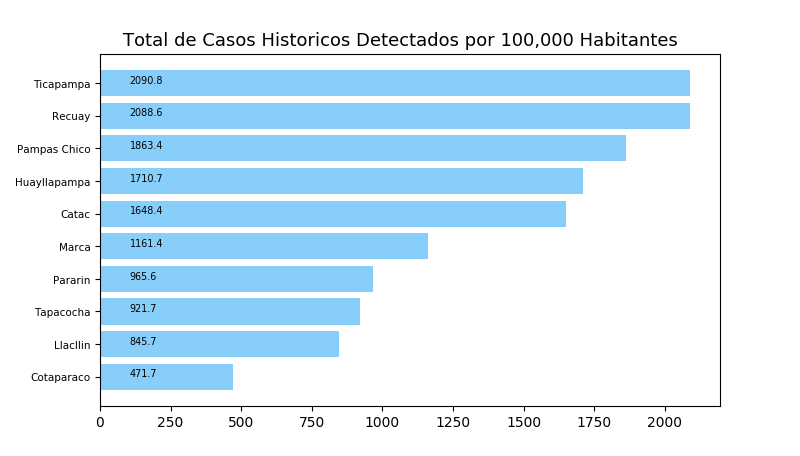 Total de Casos Historicos Detectados por 100,000 Habitantes
Ticapampa 2090.8
Recuay 2088.6
Pampas Chico 1863.4
Huayllapampa 1710.7
Catac 1648.4
Marca 1161.4
Pararin 965.6
Tapacocha 921.7
Llacllin 845.7
Cotaparaco 471.7
0 250 500 750 1000 1250 1500 1750 2000